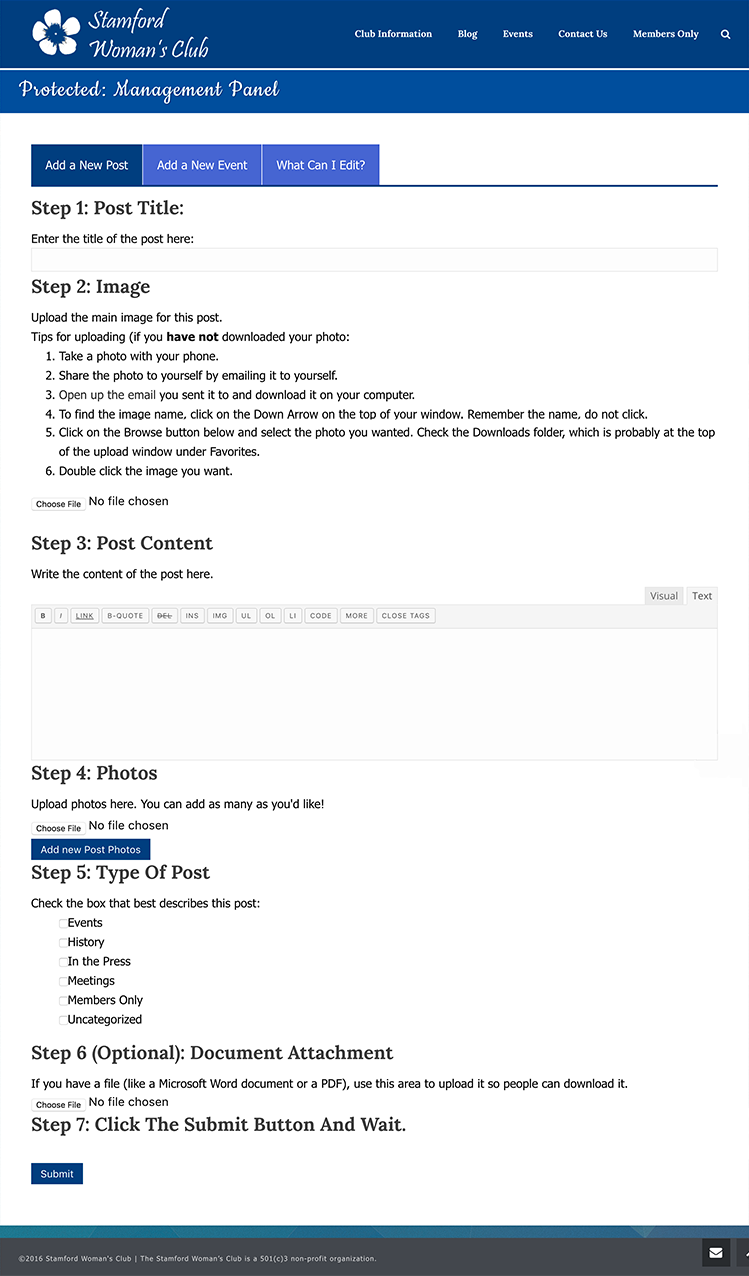 Stamford
Woman's Club
Club Information Blog Events Contact Us Members Only
Protected: Management Panel
Add a New Post Add a New Event What Can I Edit?
Step 1: Post Title:
Enter the title of the post here:
Step 2: Image
Upload the main image for this post.
Tips for uploading (if you have not downloaded your photo:
1. Take a photo with your phone.
2. Share the photo to yourself by emailing it to yourself.
3. Open up the email you sent it to and download it on your computer.
4. To find the image name, click on the Down Arrow on the top of your window. Remember the name, do not click.
5. Click on the Browse button below and select the photo you wanted. Check the Downloads folder, which is probably at the top
of the upload window under Favorites.
6. Double click the image you want.
Choose File No file chosen
Step 3: Post Content
Write the content of the post here.
Visual Text
B I LINK B-QUOTE DEL INS IMG UL OL LI CODE MORE CLOSE TAGS
Step 4: Photos
Upload photos here. You can add as many as you'd like!
Choose File No file chosen
Add new Post Photos
Step 5: Type Of Post
Check the box that best describes this post:
Events
History
In the Press
Meetings
Members Only
Uncategorized
Step 6 (Optional): Document Attachment
If you have a file (like a Microsoft Word document or a PDF), use this area to upload it so people can download it.
Choose File No file chosen
Step 7: Click The Submit Button And Wait.
Submit
©2016 Stamford Woman's Club | The Stamford Woman's Club is a 501(c)3 non-profit organization.